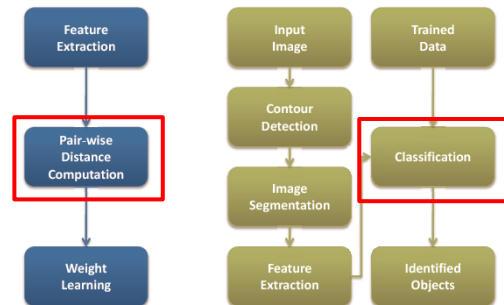 Feature
Extraction
Pair-wise
Distance
Computation
Weight
Learning
Input
Image
Contour
Detection
Image
Segmentation
Feature
Extraction
Trained
Data
Classification
Identified
Objects